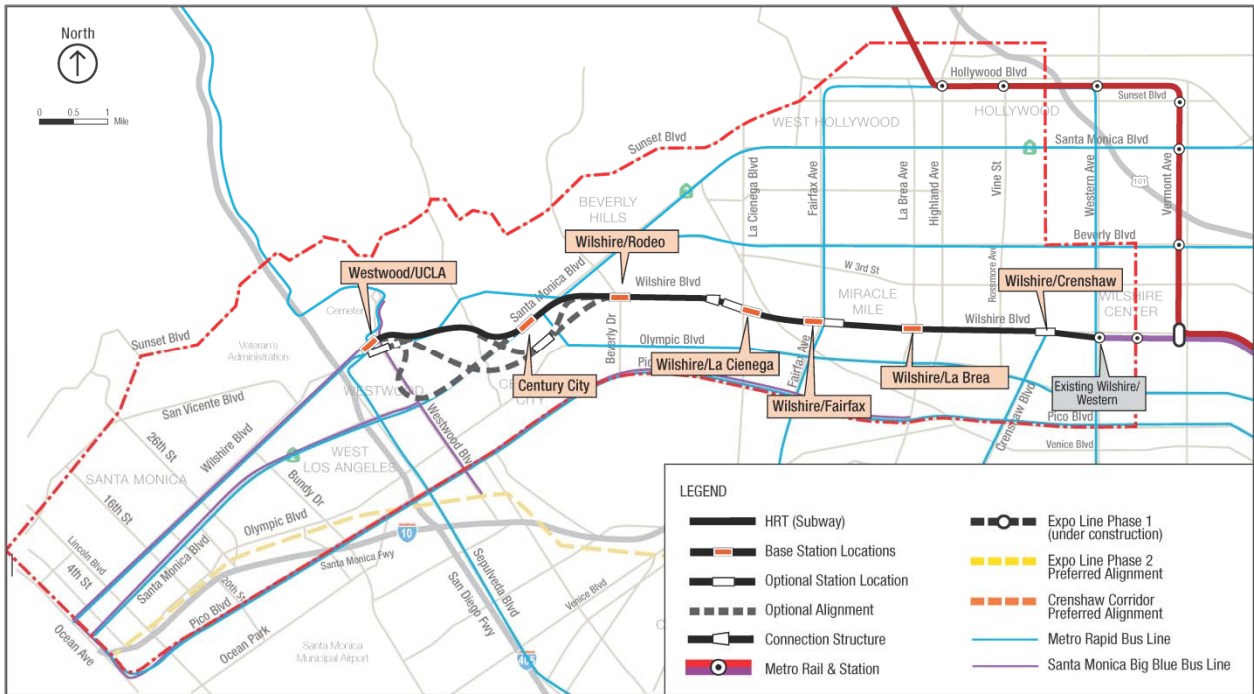 North
0
0.5
1
Mile
Hollywood Blvd
Sunset Blvd
HOLLYWOOD
WEST HOLLYWOOD
Santa Monica Blvd
Sunset Blvd
101
La Cienega Blvd
Fairfax Ave
La Brea Ave
Highland Ave
Vine St
Western Ave
Vermont Ave
BEVERLY
HILLS
Beverly Blvd
Wilshire/Rodeo
Westwood/UCLA
Santa Monica Blvd
Wilshire Blvd
W 3rd St
Rossmore Ave
Wilshire/Crenshaw
MIRACLE
MILE
WILSHIRE
CENTER
Wilshire Blvd
Cemetery
Sunset Blvd
Veteran's
Administration
Beverly Dr
Olympic Blvd
Fairfax Ave
Wilshire/La Cienega
Century City
Wilshire/La Brea
Wilshire/Fairfax
Existing Wilshire/
Western
WESTWOOD
CITY
San Vicente Blvd
Wilshire Blvd
26th St
Westwood Blvd
Crenshaw Blvd
Pico Blvd
Venice Blvd
WEST
LOS ANGELES
SANTA MONICA
16th St
Bundy Dr
Olympic Blvd
10
Santa Monica Fwy
Lincoln Blvd
4th St
Santa Monica Blvd
20th St
Pico Blvd
Ocean Ave
Ocean Park
Sepulveda Blvd
San Diego Fwy
Venice Blvd
Santa Monica
Municipal Airport
405
LEGEND
HRT (Subway)
Base Station Locations
Optional Station Location
Optional Alignment
Connection Structure
Metro Rail & Station
Expo Line Phase 1
(under construction)
Expo Line Phase 2
Preferred Alignment
Crenshaw Corridor
Preferred Alignment
Metro Rapid Bus Line
Santa Monica Big Blue Bus Line